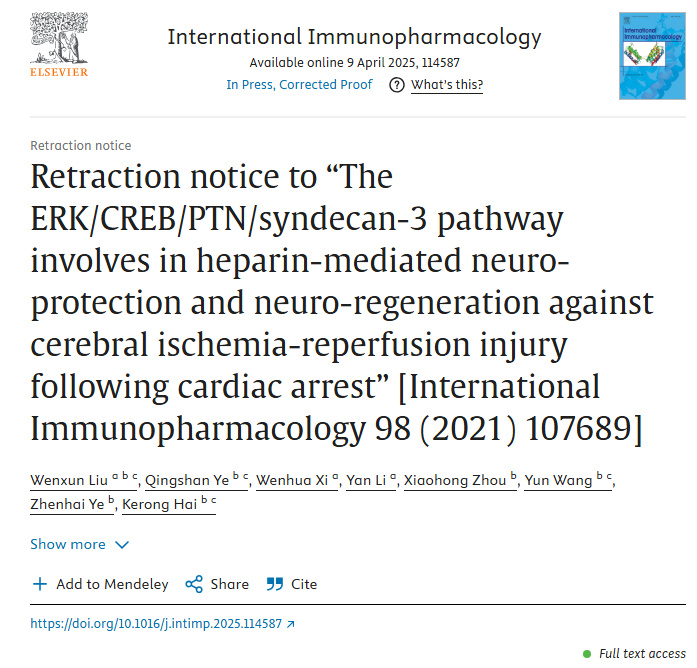 ELSEVIER
International Immunopharmacology
Available online 9 April 2025, 114587
In Press, Corrected Proof ? What's this?
International
Immunopharmacology
Retraction notice
Retraction notice to “The
ERK/CREB/PTN/syndecan-3 pathway
involves in heparin-mediated neuro-
protection and neuro-regeneration against
cerebral ischemia-reperfusion injury
following cardiac arrest” [International
Immunopharmacology 98 (2021) 107689]
Wenxun Liu a b c, Qingshan Ye b c, Wenhua Xi a, Yan Li a, Xiaohong Zhou b, Yun Wang b c,
Zhenhai Ye b, Kerong Hai b c
Show more
Add to Mendeley Share Cite
https://doi.org/10.1016/j.intimp.2025.114587
Full text access